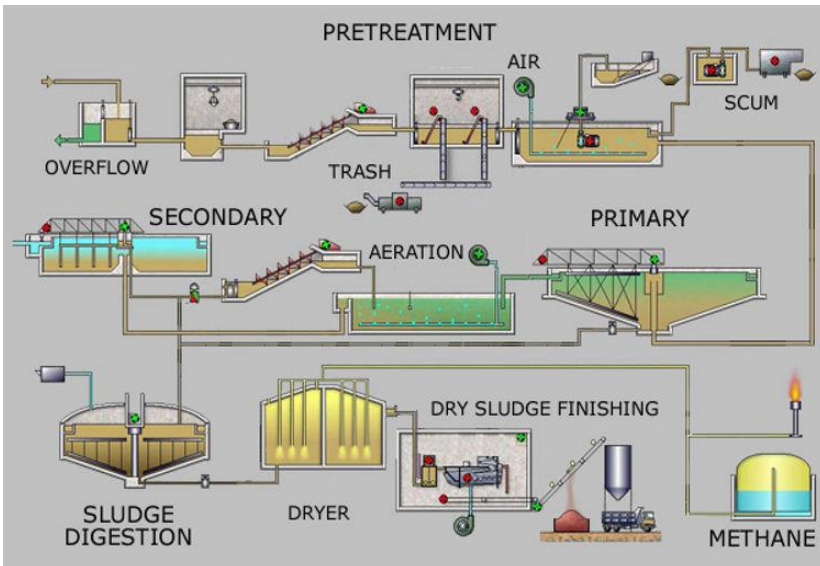 PRETREATMENT
AIR
SCUM
OVERFLOW
TRASH
SECONDARY
PRIMARY
AERATION
DRY SLUDGE FINISHING
SLUDGE
DIGESTION
DRYER
METHANE